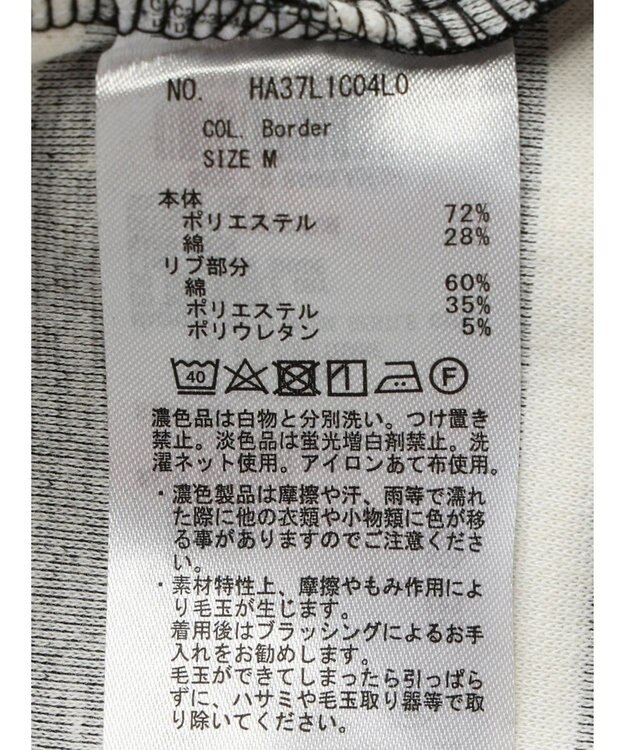 NO. HA37L1C04L0
COL. Border
SIZE M
本体
ポリエステル 72%
綿 28%
リブ部分
綿 60%
ポリエステル 35%
ポリウレタン 5%
40 F
濃色品は白物と分別洗い。つけ置き
禁止。淡色品は蛍光増白剤禁止。洗
濯ネット使用。アイロンあて布使用。
・濃色製品は摩擦や汗、雨等で濡れ
た際に他の衣類や小物類に色が移
る事がありますのでご注意くださ
い。
・素材特性上、摩擦やもみ作用によ
り毛玉が生じます。
着用後はブラッシングによるお手
入れをお勧めします。
毛玉ができてしまったら引っぱら
ずに、ハサミや毛玉取り器等で取
り除いてください。